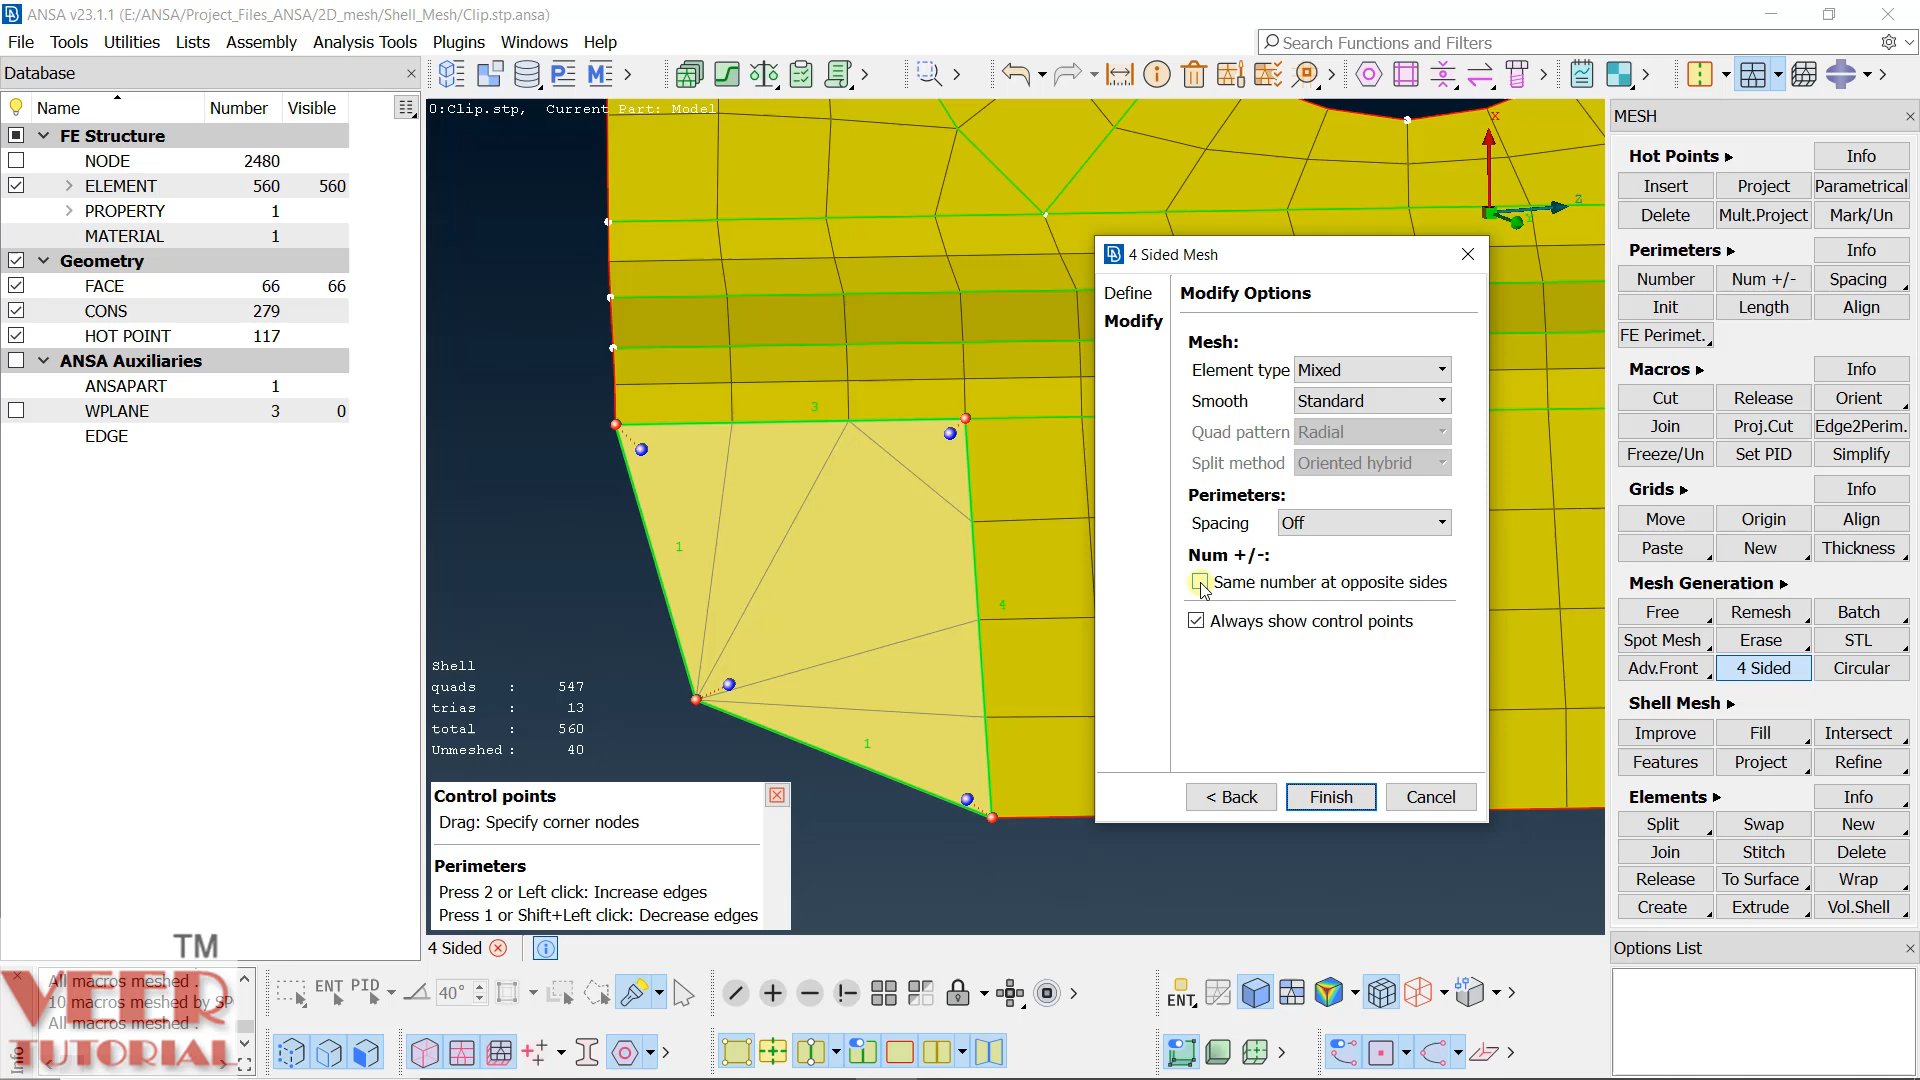 ANSA v23.1.1 (E:/ANSA/Project_Files_ANSA/2D_mesh/Shell_Mesh/Clip.stp.ansa)
File Tools Utilities Lists Assembly Analysis Tools Plugins Windows Help
Search Functions and Filters
Database
Name Number Visible
FE Structure
NODE 2480
ELEMENT 560 560
PROPERTY 1
MATERIAL 1
Geometry
FACE 66 66
CONS 279
HOT POINT 117
ANSA Auxiliaries
ANSAPART 1
WPLANE 3 0
EDGE
0:Clip.stp, Current Part: Model
X
Z
3
1
4
1
Shell
quads : 547
trias : 13
total : 560
Unmeshed : 40
Control points
Drag: Specify corner nodes
Perimeters
Press 2 or Left click: Increase edges
Press 1 or Shift+Left click: Decrease edges
4 Sided
4 Sided Mesh
Define
Modify
Modify Options
Mesh:
Element type Mixed
Smooth Standard
Quad pattern Radial
Split method Oriented hybrid
Perimeters:
Spacing Off
Num +/-:
Same number at opposite sides
Always show control points
< Back Finish Cancel
MESH
Hot Points Info
Insert Project Parametrical
Delete Mult.Project Mark/Un
Perimeters Info
Number Num +/- Spacing
Init Length Align
FE Perimet.
Macros Info
Cut Release Orient
Join Proj.Cut Edge2Perim.
Freeze/Un Set PID Simplify
Grids Info
Move Origin Align
Paste New Thickness
Mesh Generation
Free Remesh Batch
Spot Mesh Erase STL
Adv.Front 4 Sided Circular
Shell Mesh
Improve Fill Intersect
Features Project Refine
Elements Info
Split Swap New
Join Stitch Delete
Release To Surface Wrap
Create Extrude Vol.Shell
Options List
TM
VEER
TUTORIAL
All macros meshed .
10 macros meshed by SP
All macros meshed .
Info
ENT PID 40° ENT